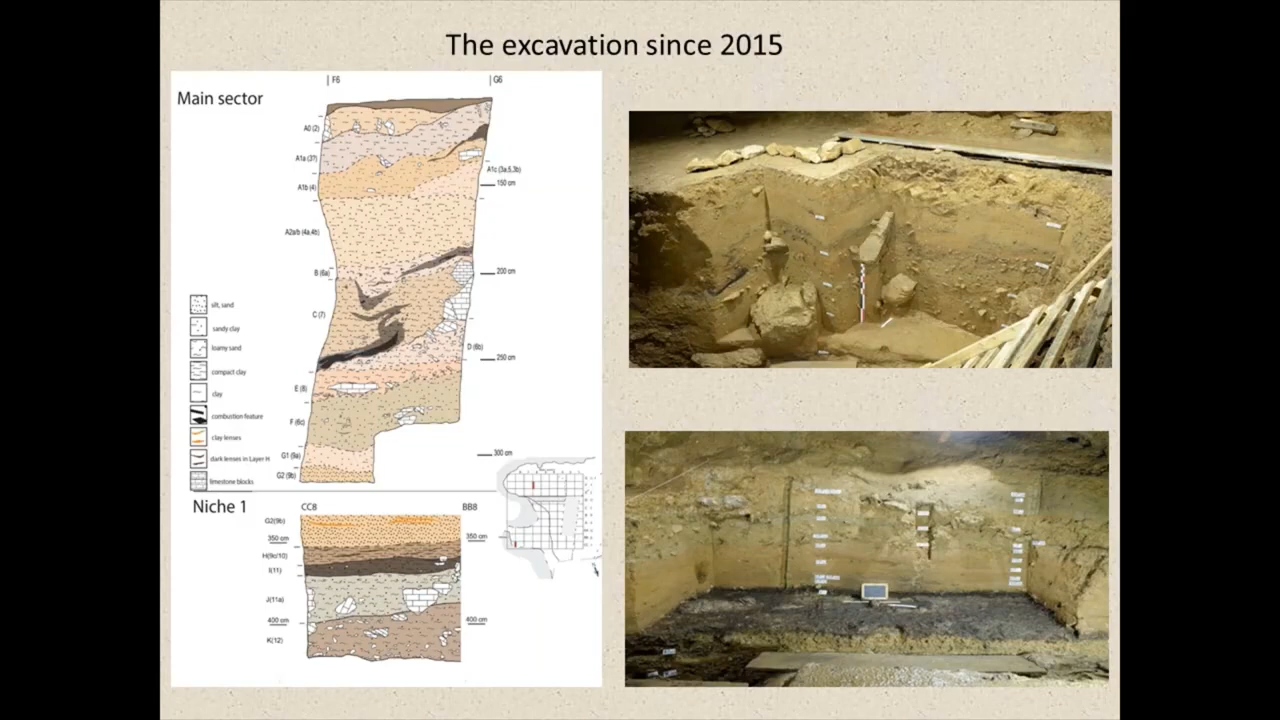 The excavation since 2015
Main sector
F6
G6
A0 (2)
A1a (3?)
A1b (4)
A1c (3a,5,3b)
150 cm
A2a/b (4a,4b)
B (6a)
200 cm
C (7)
D (6b)
250 cm
E (8)
F (6c)
G1 (9a)
300 cm
G2 (9b)
silt, sand
sandy clay
loamy sand
compact clay
clay
combustion feature
clay lenses
dark lenses in Layer H
limestone blocks
Niche 1
CC8
BB8
G2(9b)
350 cm
350 cm
H(9c/10)
I(11)
J(11a)
400 cm
400 cm
K(12)